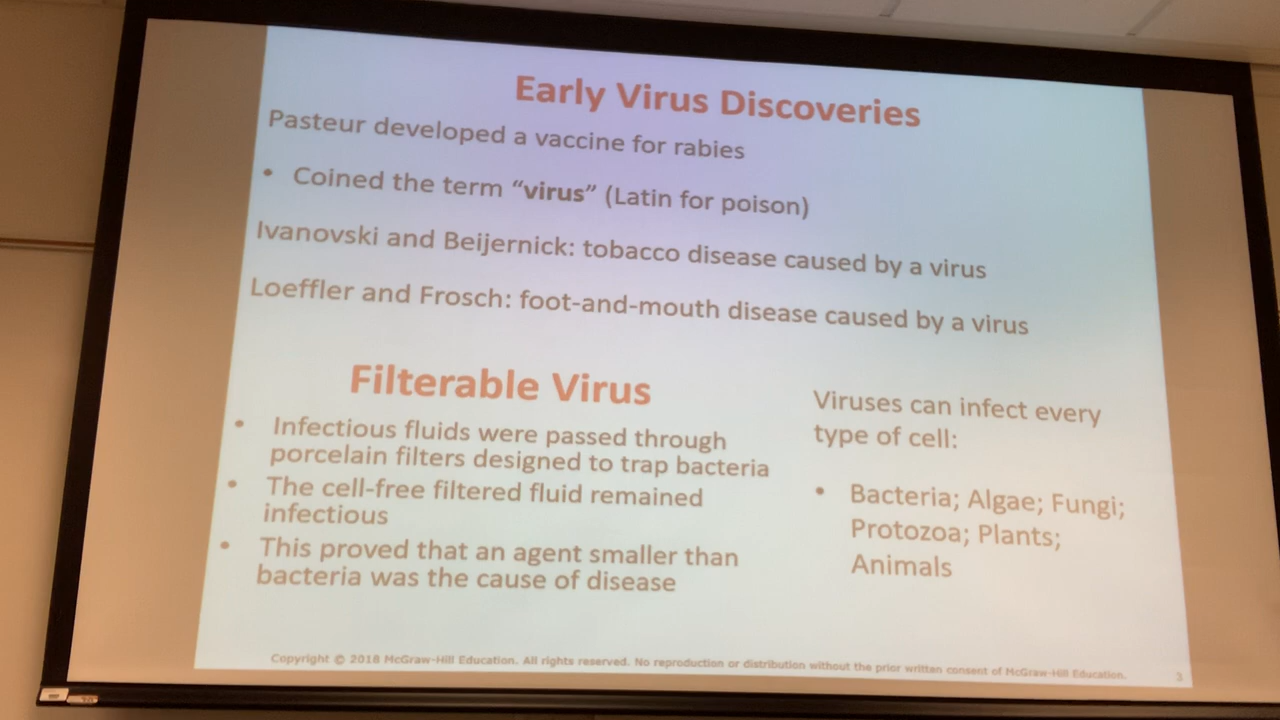 Early Virus Discoveries
Pasteur developed a vaccine for rabies
• Coined the term “virus” (Latin for poison)
Ivanovski and Beijernick: tobacco disease caused by a virus
Loeffler and Frosch: foot-and-mouth disease caused by a virus
Filterable Virus
• Infectious fluids were passed through
porcelain filters designed to trap bacteria
• The cell-free filtered fluid remained
infectious
• This proved that an agent smaller than
bacteria was the cause of disease
Viruses can infect every
type of cell:
• Bacteria; Algae; Fungi;
Protozoa; Plants;
Animals
Copyright © 2018 McGraw-Hill Education. All rights reserved. No reproduction or distribution without the prior written consent of McGraw-Hill Education.
3